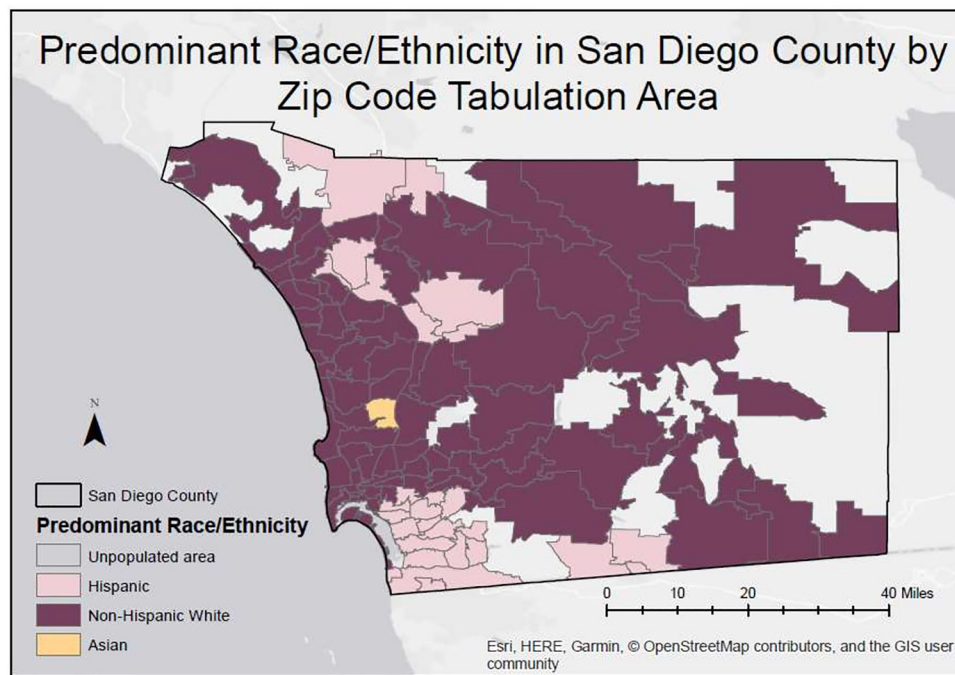 Predominant Race/Ethnicity in San Diego County by
Zip Code Tabulation Area
N
San Diego County
Predominant Race/Ethnicity
Unpopulated area
Hispanic
Non-Hispanic White
Asian
0 10 20 40 Miles
Esri, HERE, Garmin, © OpenStreetMap contributors, and the GIS user
community